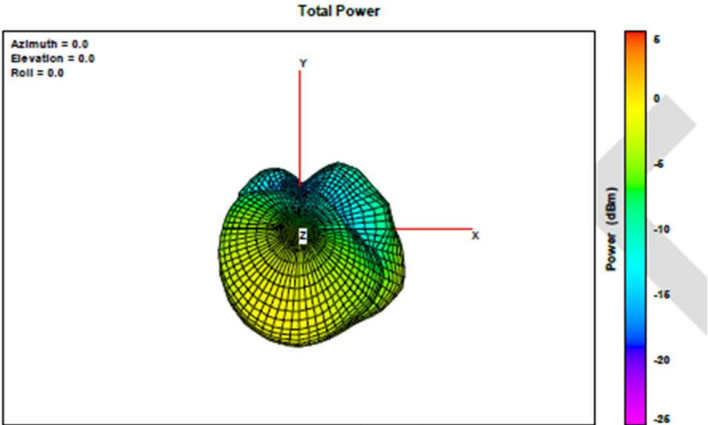 Total Power
Azimuth = 0.0
Elevation = 0.0
Roll = 0.0
Y
Z
X
Power (dBm)
5
0
-5
-10
-15
-20
-25